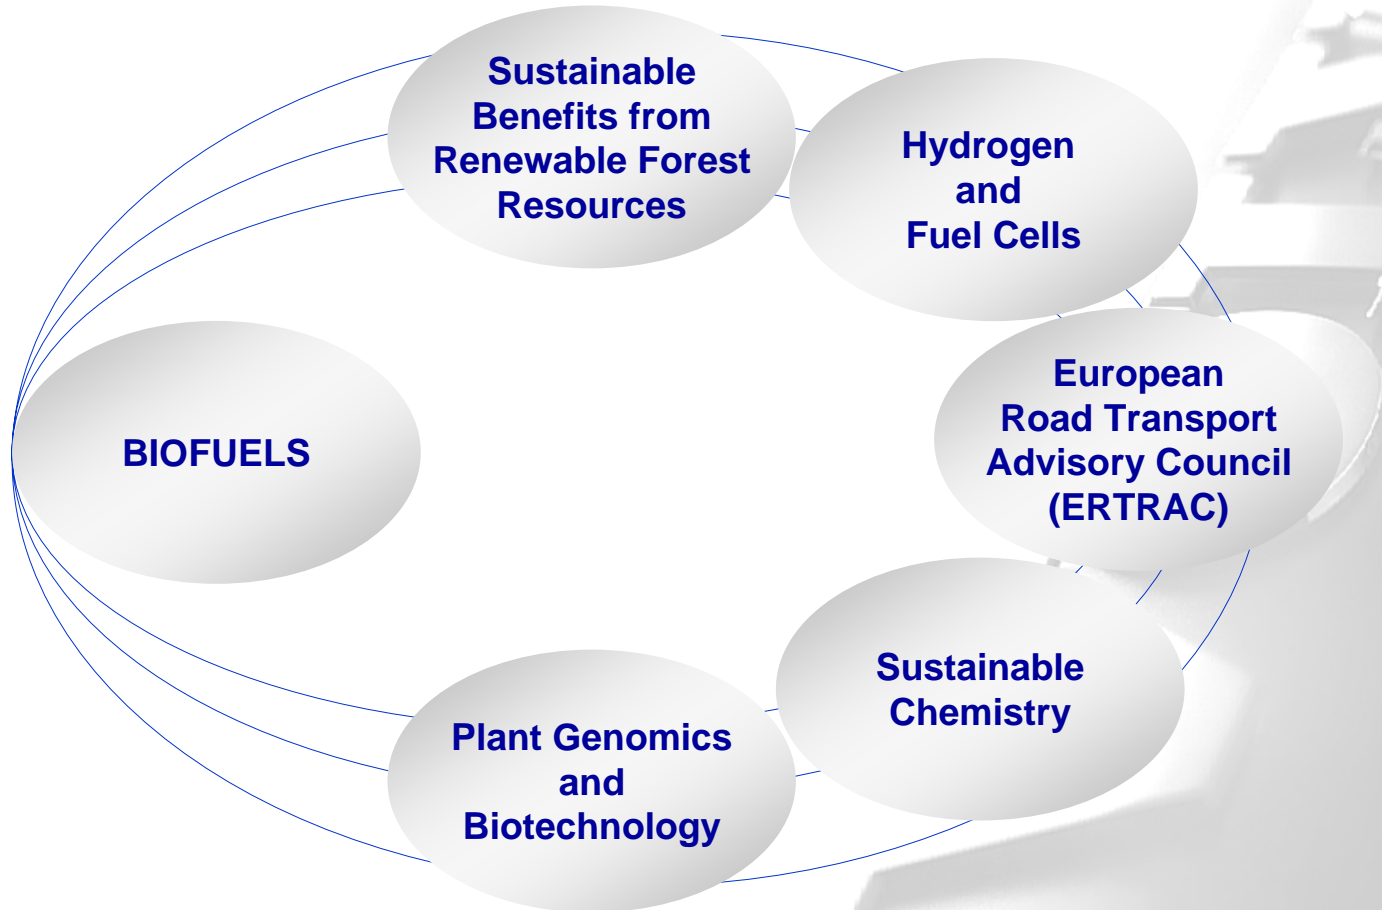 Sustainable
Benefits from
Renewable Forest
Resources
Hydrogen
and
Fuel Cells
European
Road Transport
Advisory Council
(ERTRAC)
BIOFUELS
Sustainable
Chemistry
Plant Genomics
and
Biotechnology